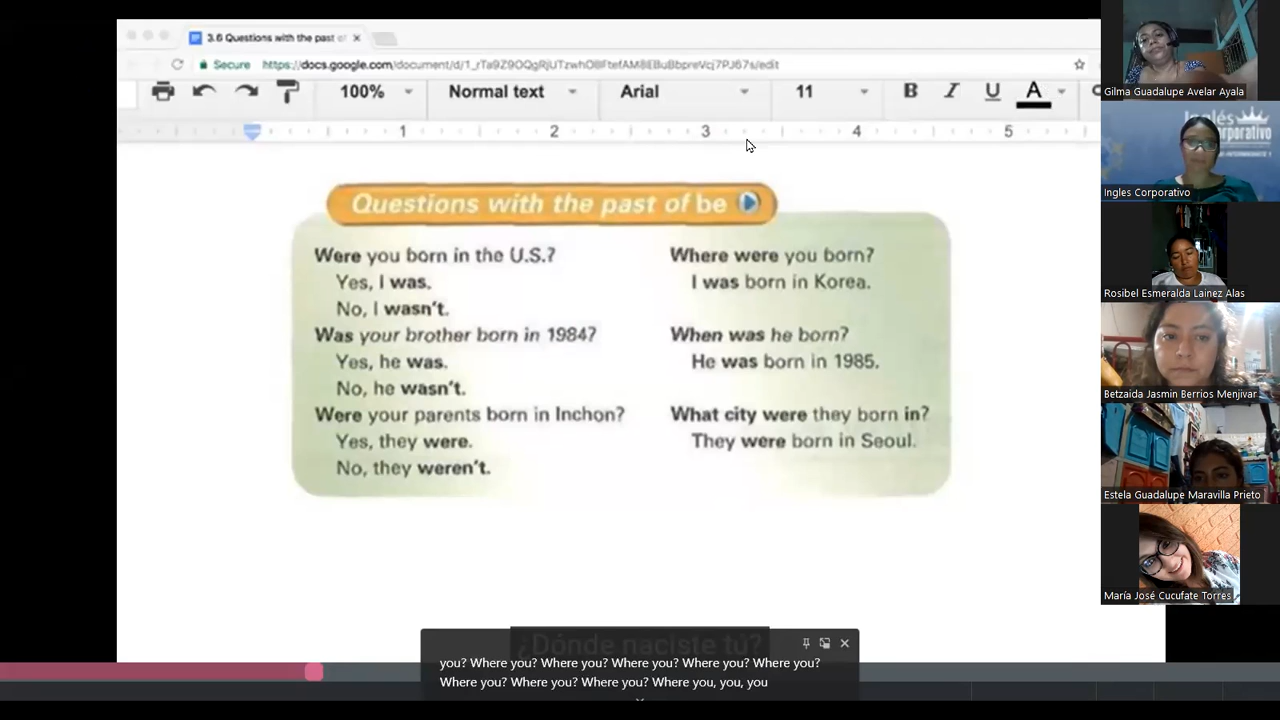 3.6 Questions with the past of
Secure
https://docs.google.com/document/d/1_rTa9Z9OQgRjUTzwhO8FtefAM8EBuBbpreVcj7PJ67s/edit
100%
Normal text
Arial
11
B I U A
1 2 3 4 5
Questions with the past of be
Were you born in the U.S.?
Yes, I was.
No, I wasn't.
Was your brother born in 1984?
Yes, he was.
No, he wasn't.
Were your parents born in Inchon?
Yes, they were.
No, they weren't.
Where were you born?
I was born in Korea.
When was he born?
He was born in 1985.
What city were they born in?
They were born in Seoul.
¿Dónde naciste tú?
you? Where you? Where you? Where you? Where you? Where you?
Where you? Where you? Where you? Where you, you, you
Gilma Guadalupe Avelar Ayala
Inglés
Corporativo
Ingles Corporativo
Rosibel Esmeralda Lainez Alas
Betzaida Jasmin Berrios Menjivar
Estela Guadalupe Maravilla Prieto
María José Cucufate Torres